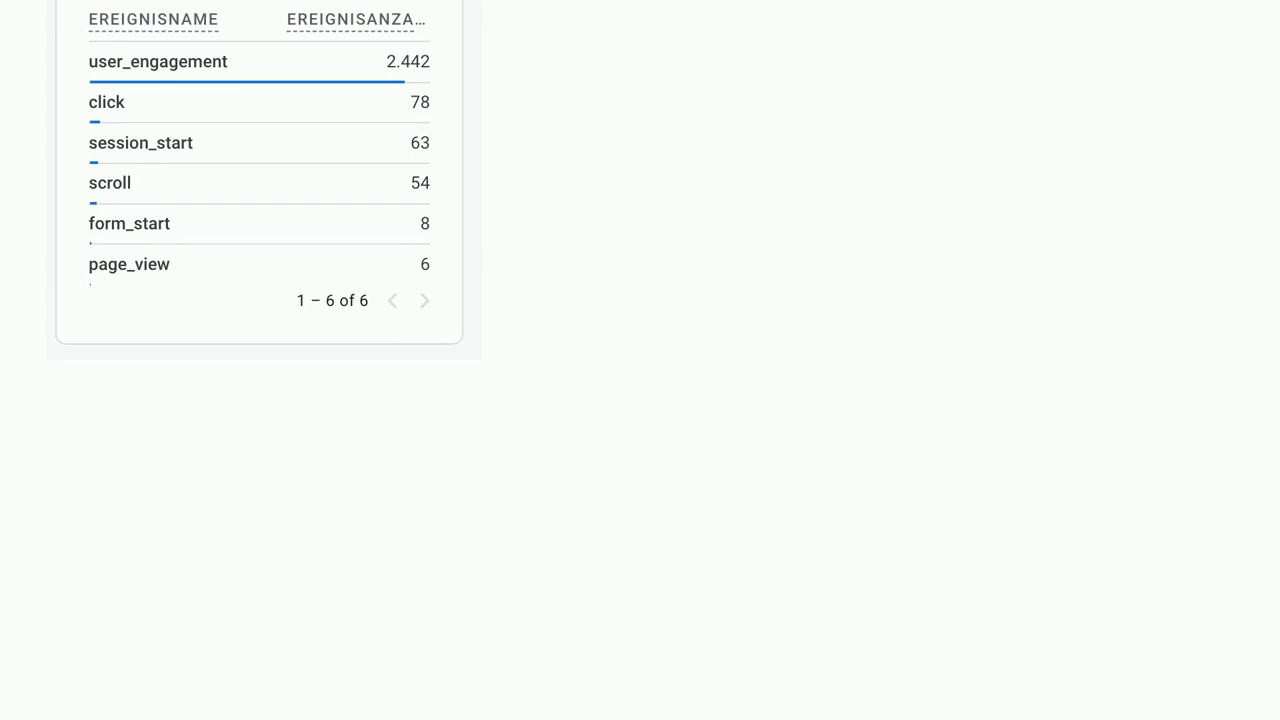 EREIGNISNAME EREIGNISANZA…
user_engagement 2.442
click 78
session_start 63
scroll 54
form_start 8
page_view 6
1 – 6 of 6